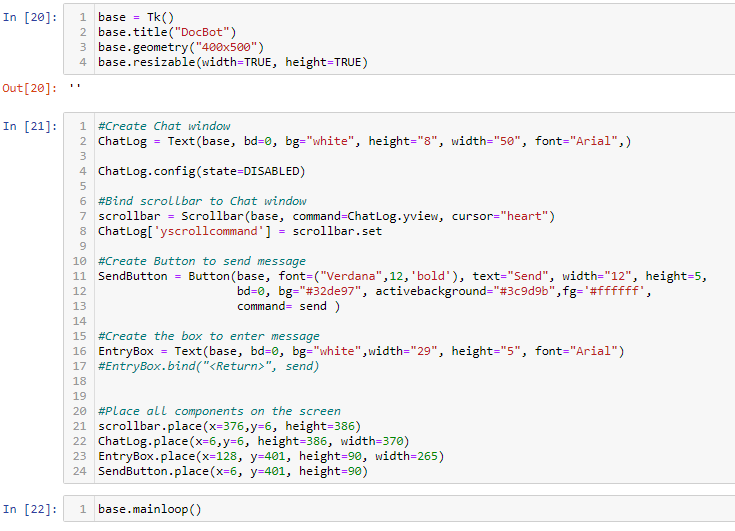 In [20]:
1 base = Tk()
2 base.title("DocBot")
3 base.geometry("400x500")
4 base.resizable(width=TRUE, height=TRUE)
Out[20]: ''
In [21]:
1 #Create Chat window
2 ChatLog = Text(base, bd=0, bg="white", height="8", width="50", font="Arial",)
3
4 ChatLog.config(state=DISABLED)
5
6 #Bind scrollbar to Chat window
7 scrollbar = Scrollbar(base, command=ChatLog.yview, cursor="heart")
8 ChatLog['yscrollcommand'] = scrollbar.set
9
10 #Create Button to send message
11 SendButton = Button(base, font=("Verdana",12,'bold'), text="Send", width="12", height=5,
12                     bd=0, bg="#32de97", activebackground="#3c9d9b",fg='#ffffff',
13                     command= send )
14
15 #Create the box to enter message
16 EntryBox = Text(base, bd=0, bg="white",width="29", height="5", font="Arial")
17 #EntryBox.bind("<Return>", send)
18
19
20 #Place all components on the screen
21 scrollbar.place(x=376,y=6, height=386)
22 ChatLog.place(x=6,y=6, height=386, width=370)
23 EntryBox.place(x=128, y=401, height=90, width=265)
24 SendButton.place(x=6, y=401, height=90)
In [22]:
1 base.mainloop()